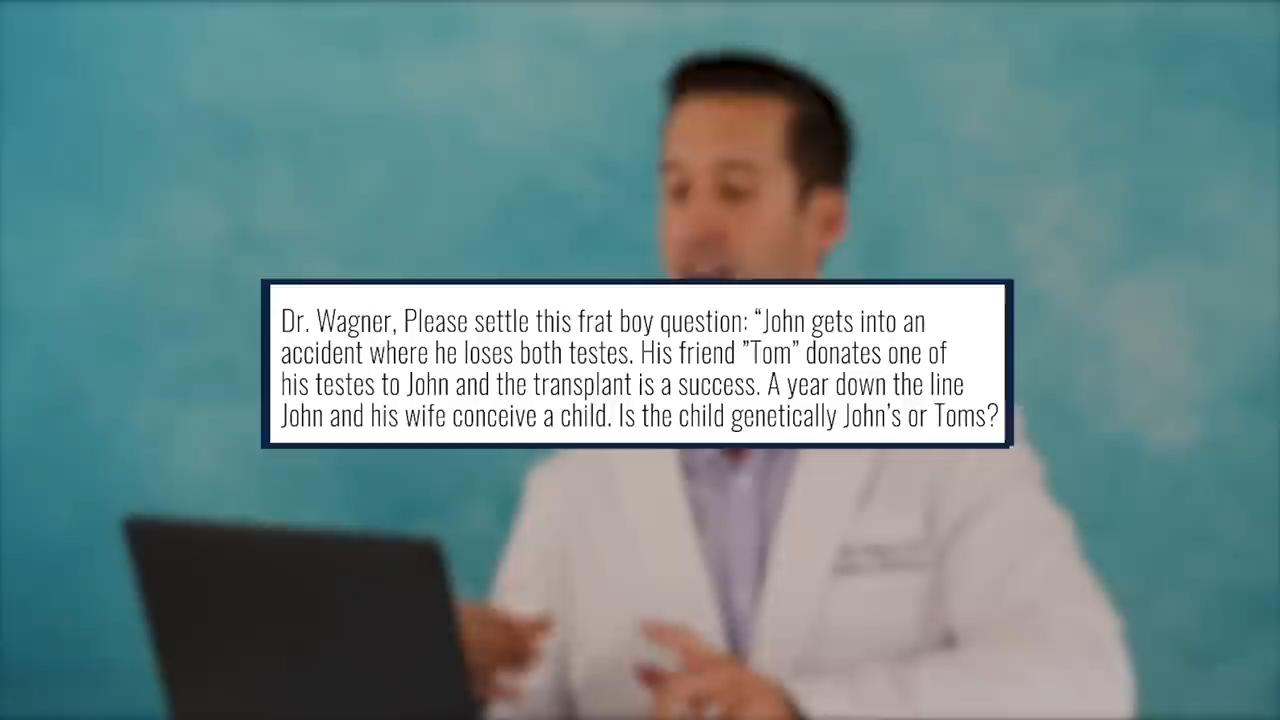 Dr. Wagner, Please settle this frat boy question: “John gets into an
accident where he loses both testes. His friend ”Tom” donates one of
his testes to John and the transplant is a success. A year down the line
John and his wife conceive a child. Is the child genetically John’s or Toms?